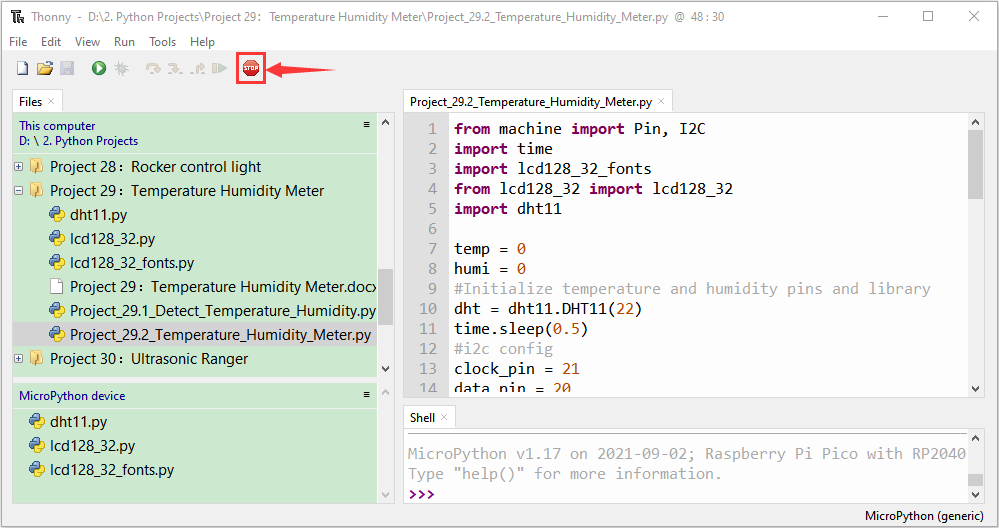 Thonny - D:\2. Python Projects\Project 29：Temperature Humidity Meter\Project_29.2_Temperature_Humidity_Meter.py @ 48 : 30
File Edit View Run Tools Help
STOP
Files
This computer
D: \ 2. Python Projects
Project 28：Rocker control light
Project 29：Temperature Humidity Meter
dht11.py
lcd128_32.py
lcd128_32_fonts.py
Project 29：Temperature Humidity Meter.docx
Project_29.1_Detect_Temperature_Humidity.py
Project_29.2_Temperature_Humidity_Meter.py
Project 30：Ultrasonic Ranger
MicroPython device
dht11.py
lcd128_32.py
lcd128_32_fonts.py
Project_29.2_Temperature_Humidity_Meter.py
1 from machine import Pin, I2C
2 import time
3 import lcd128_32_fonts
4 from lcd128_32 import lcd128_32
5 import dht11
6
7 temp = 0
8 humi = 0
9 #Initialize temperature and humidity pins and library
10 dht = dht11.DHT11(22)
11 time.sleep(0.5)
12 #i2c config
13 clock_pin = 21
14 data_pin = 20
Shell
MicroPython v1.17 on 2021-09-02; Raspberry Pi Pico with RP2040
Type "help()" for more information.
>>>
MicroPython (generic)